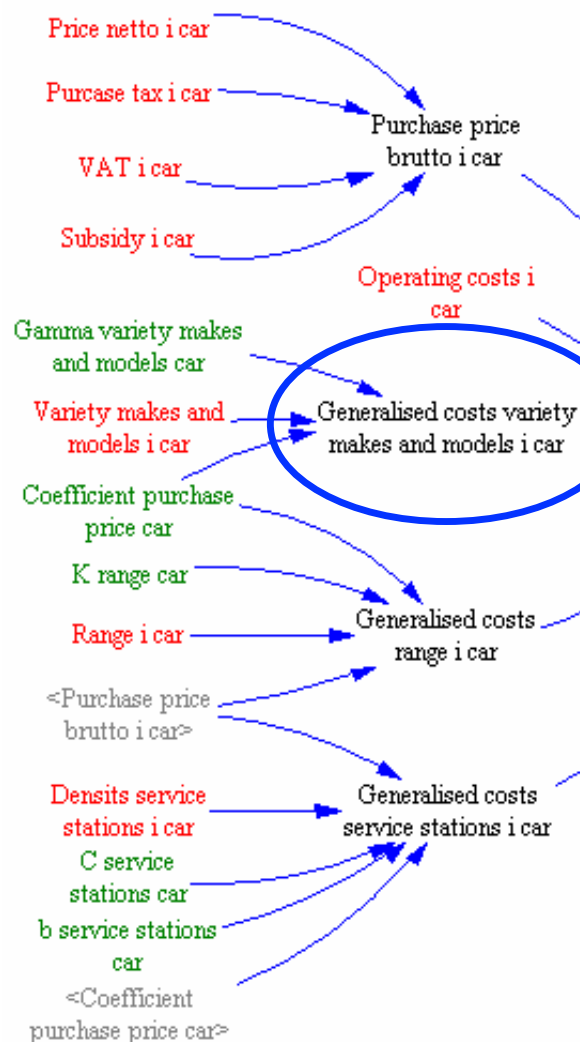 Price netto i car
Purcase tax i car
Purchase price
brutto i car
VAT i car
Subsidy i car
Operating costs i
car
Gamma variety makes
and models car
Variety makes and
models i car
Generalised costs variety
makes and models i car
Coefficient purchase
price car
K range car
Generalised costs
range i car
Range i car
<Purchase price
brutto i car>
Densits service
stations i car
Generalised costs
service stations i car
C service
stations car
b service stations
car
<Coefficient
purchase price car>